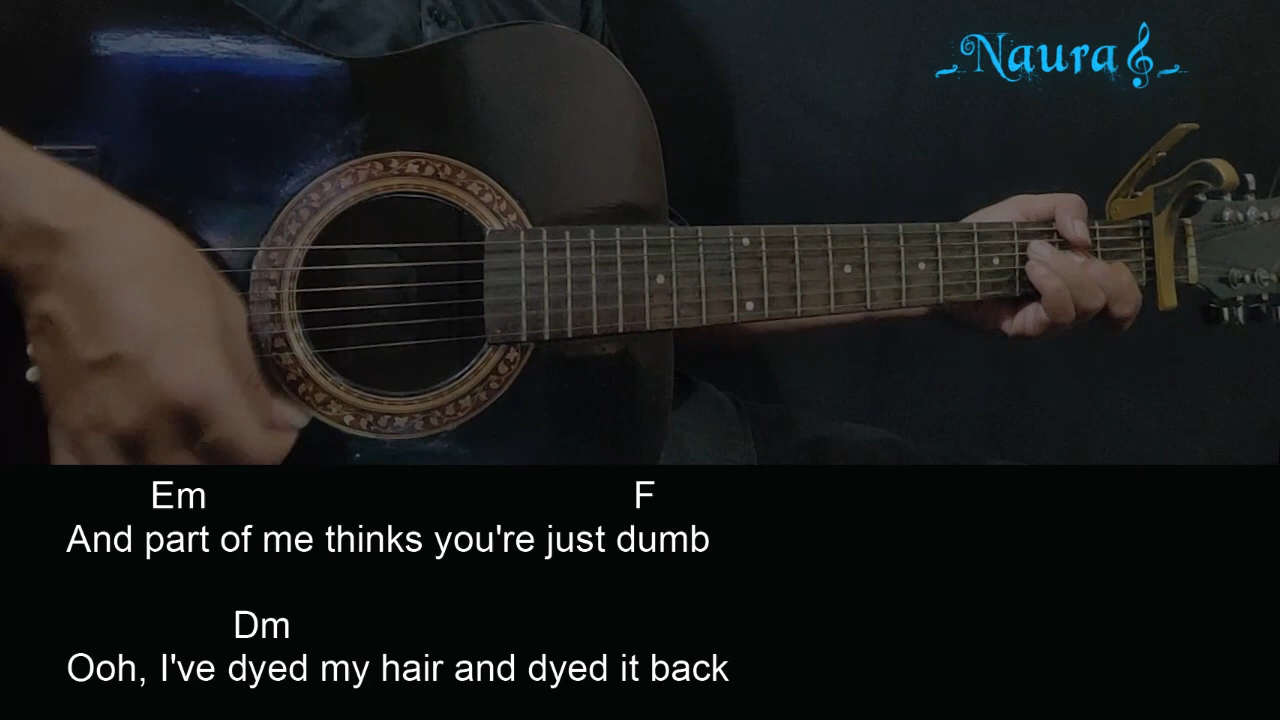 Naura
Em F
And part of me thinks you're just dumb
Dm
Ooh, I've dyed my hair and dyed it back